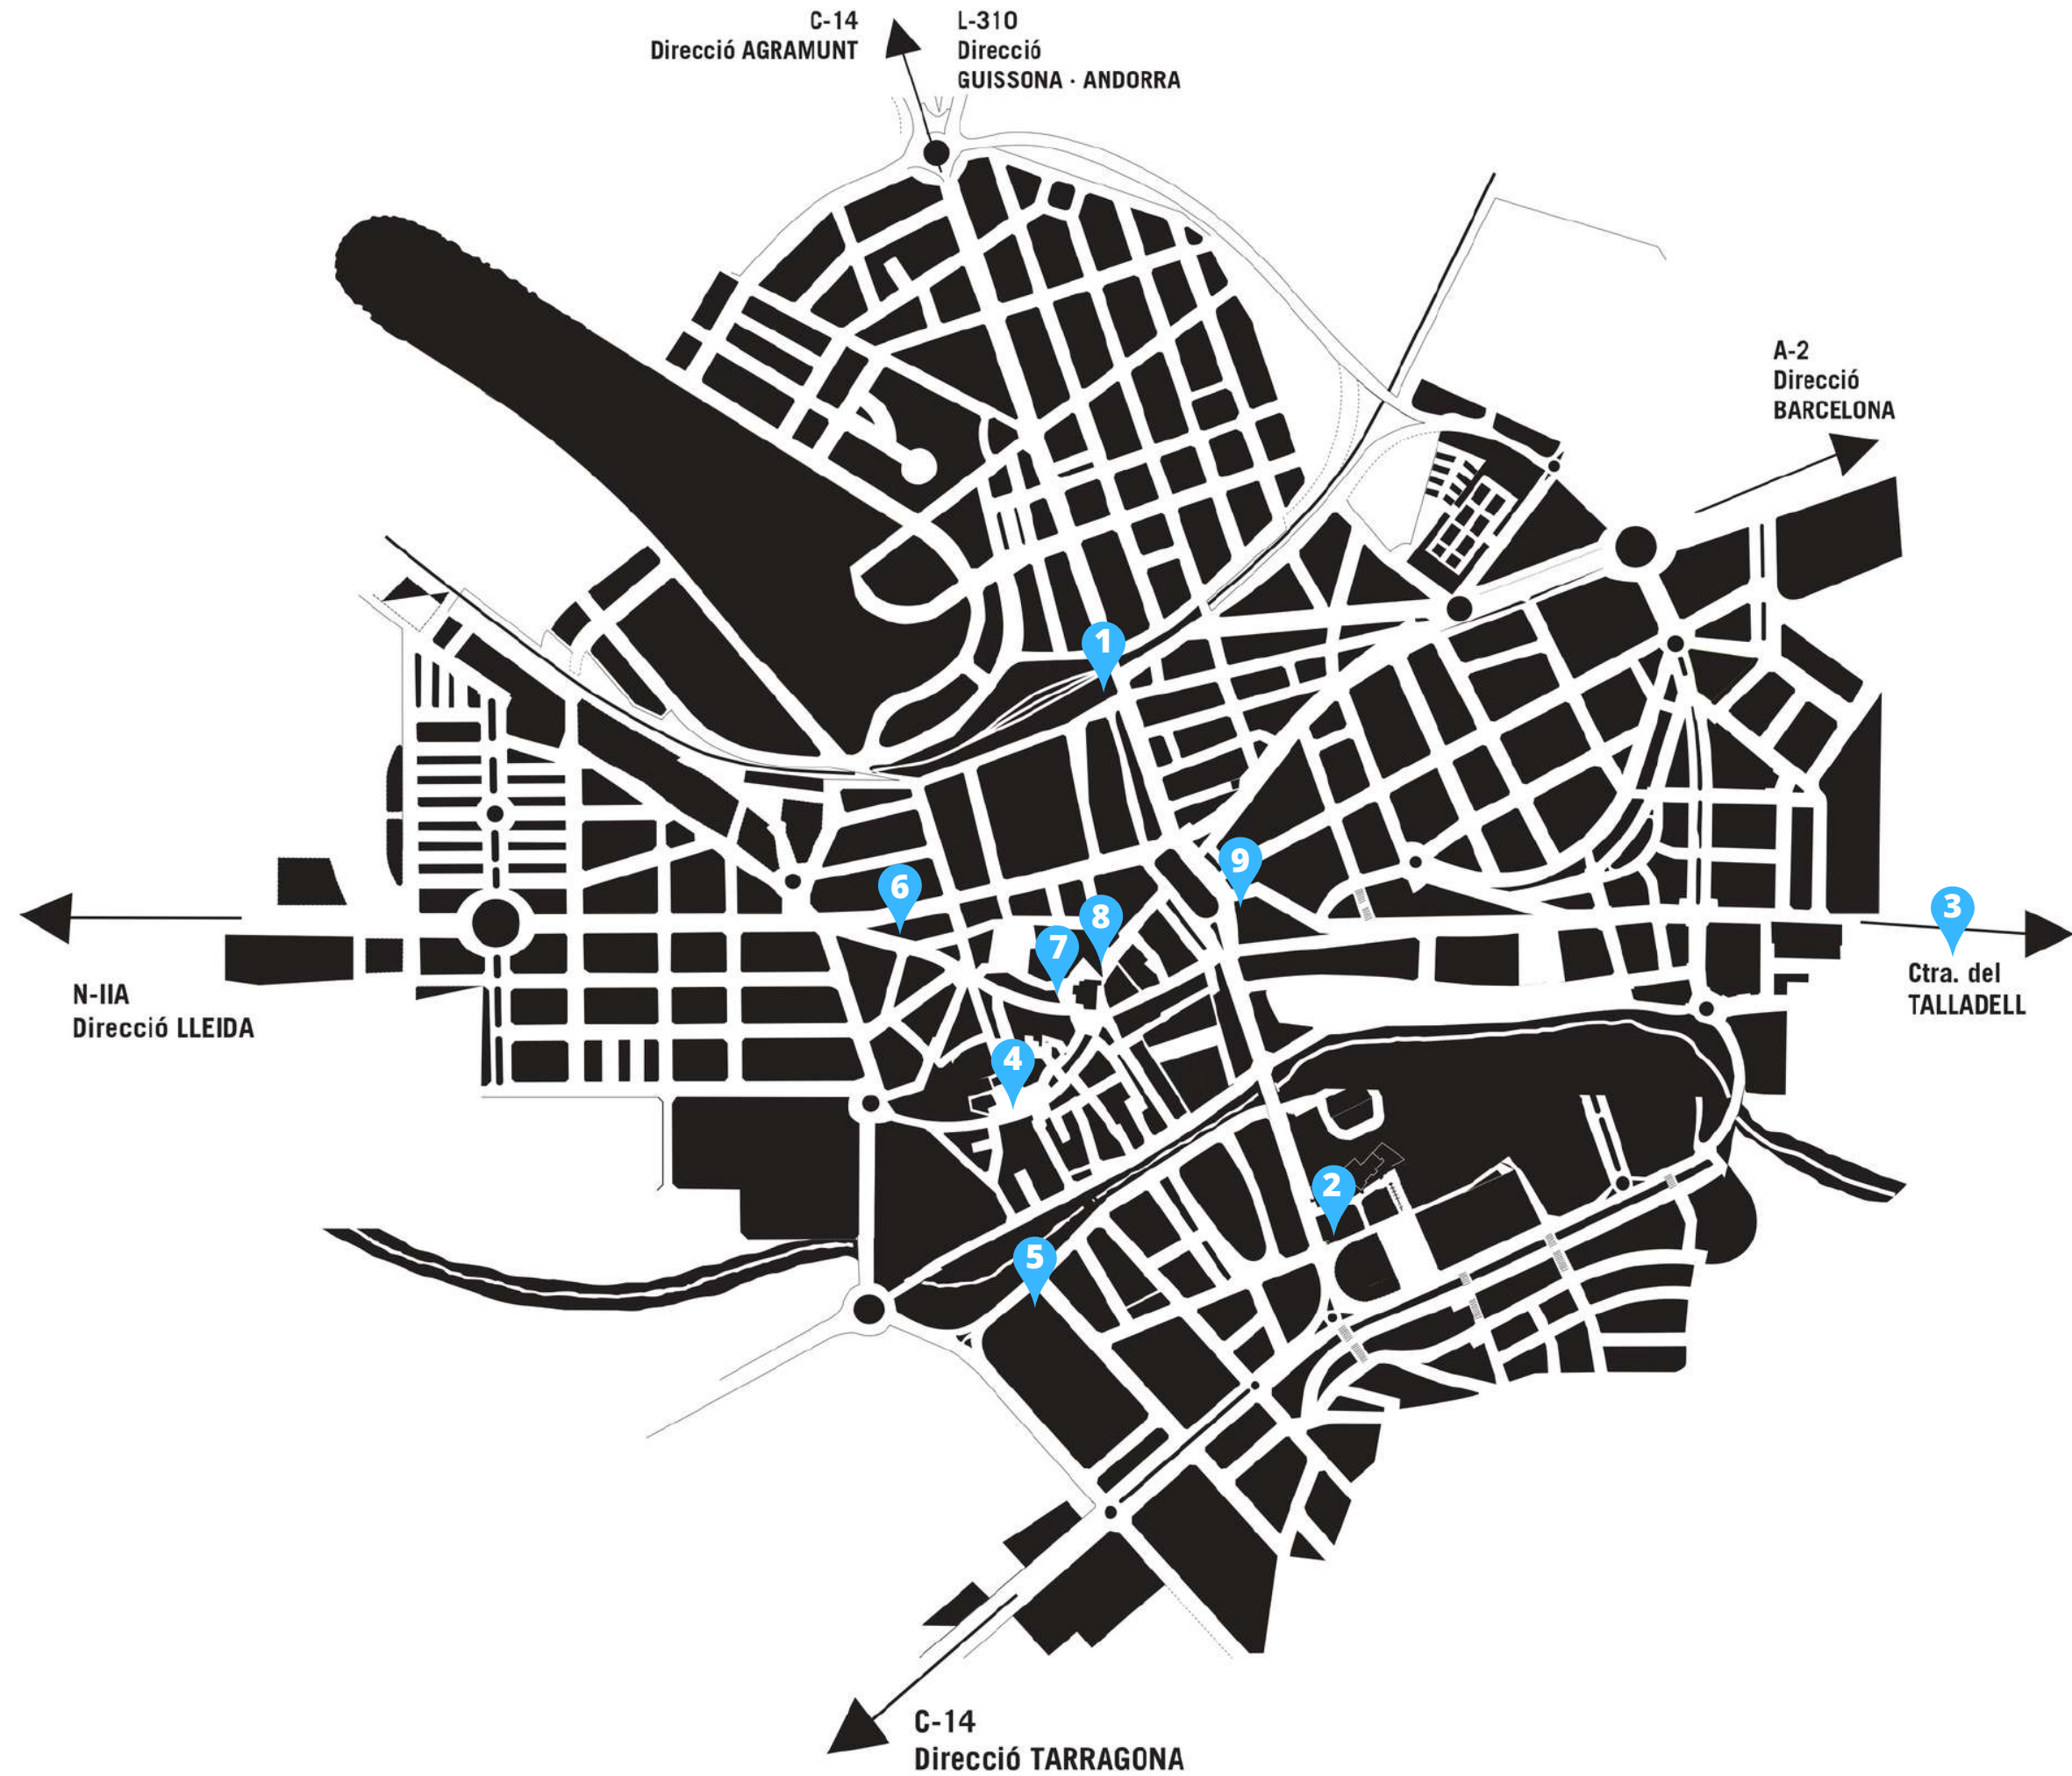 C-14
Direcció AGRAMUNT
L-310
Direcció
GUISSONA · ANDORRA
A-2
Direcció
BARCELONA
1
9
6
8
7
3
Ctra. del
TALLADELL
N-IIA
Direcció LLEIDA
4
2
5
C-14
Direcció TARRAGONA